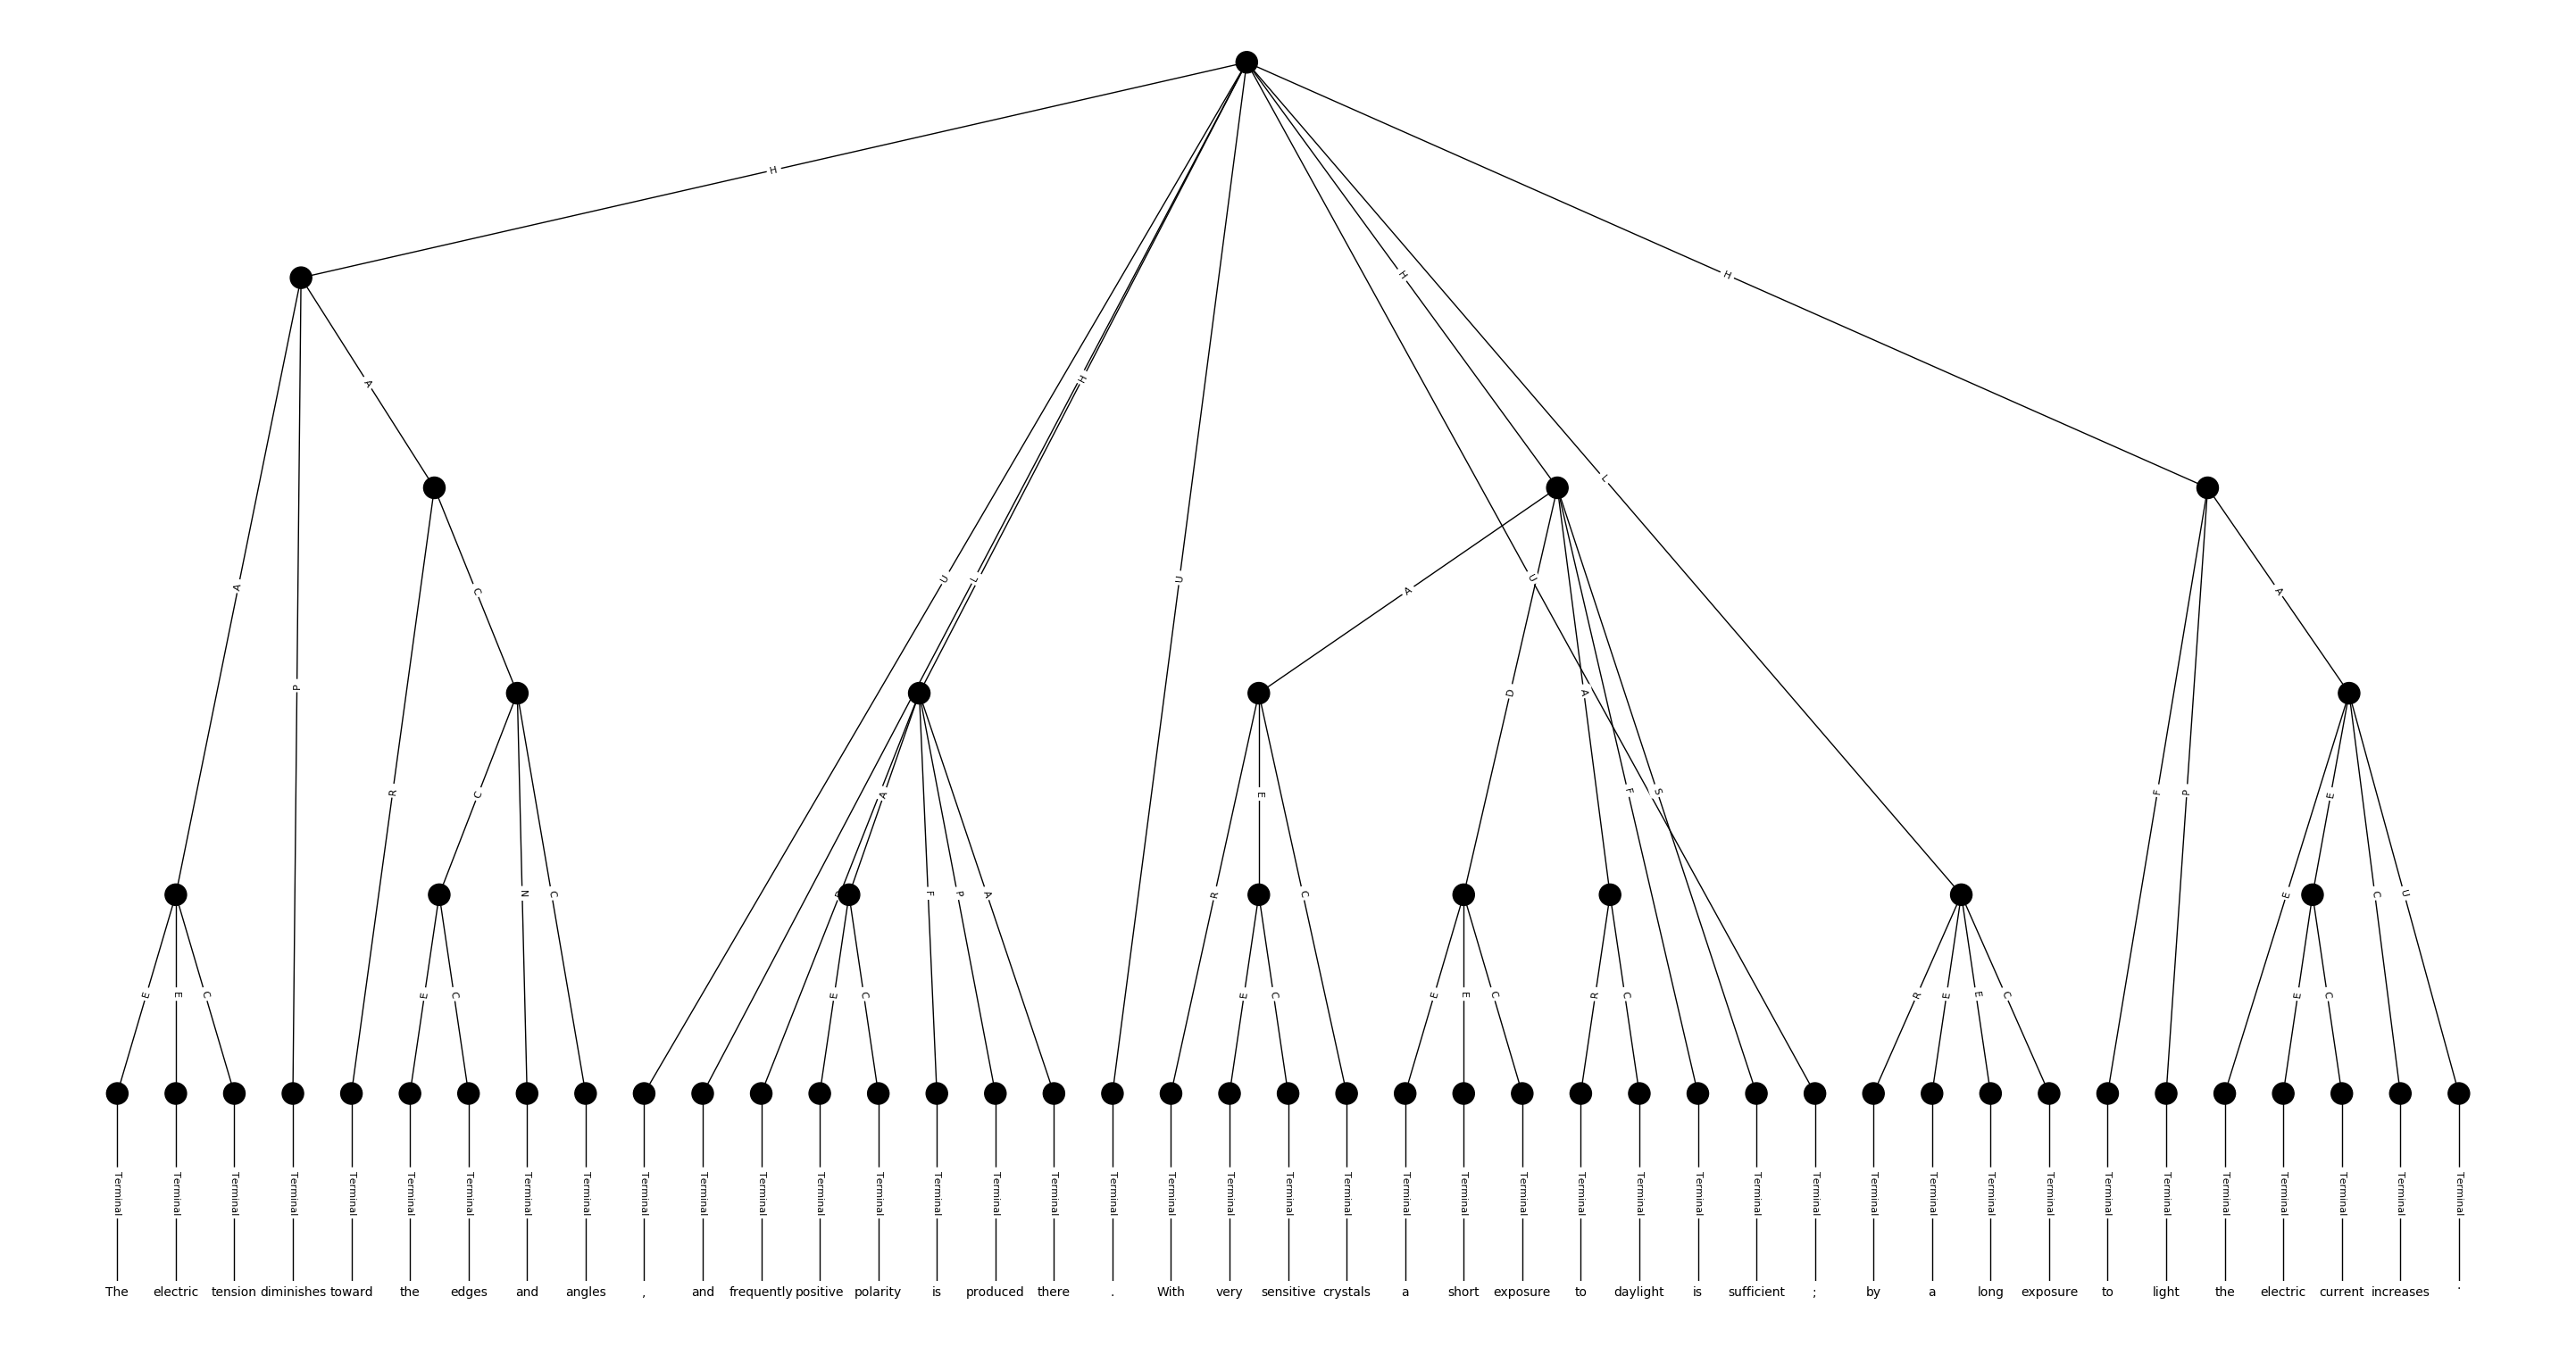 H
H
H
H
A
L
U
H
L
U
U
A
C
A
A
P
D
A
E
R
C
A
E
F
P
E
F
S
N
C
F
P
A
R
C
E
C
U
E
E
C
E
C
E
C
E
C
E
E
C
R
C
R
E
E
C
E
C
Terminal Terminal Terminal Terminal Terminal Terminal Terminal Terminal Terminal Terminal Terminal Terminal Terminal Terminal Terminal Terminal Terminal Terminal Terminal Terminal Terminal Terminal Terminal Terminal Terminal Terminal Terminal Terminal Terminal Terminal Terminal Terminal Terminal Terminal Terminal Terminal Terminal Terminal Terminal Terminal Terminal
The electric tension diminishes toward the edges and angles , and frequently positive polarity is produced there . With very sensitive crystals a short exposure to daylight is sufficient ; by a long exposure to light the electric current increases .